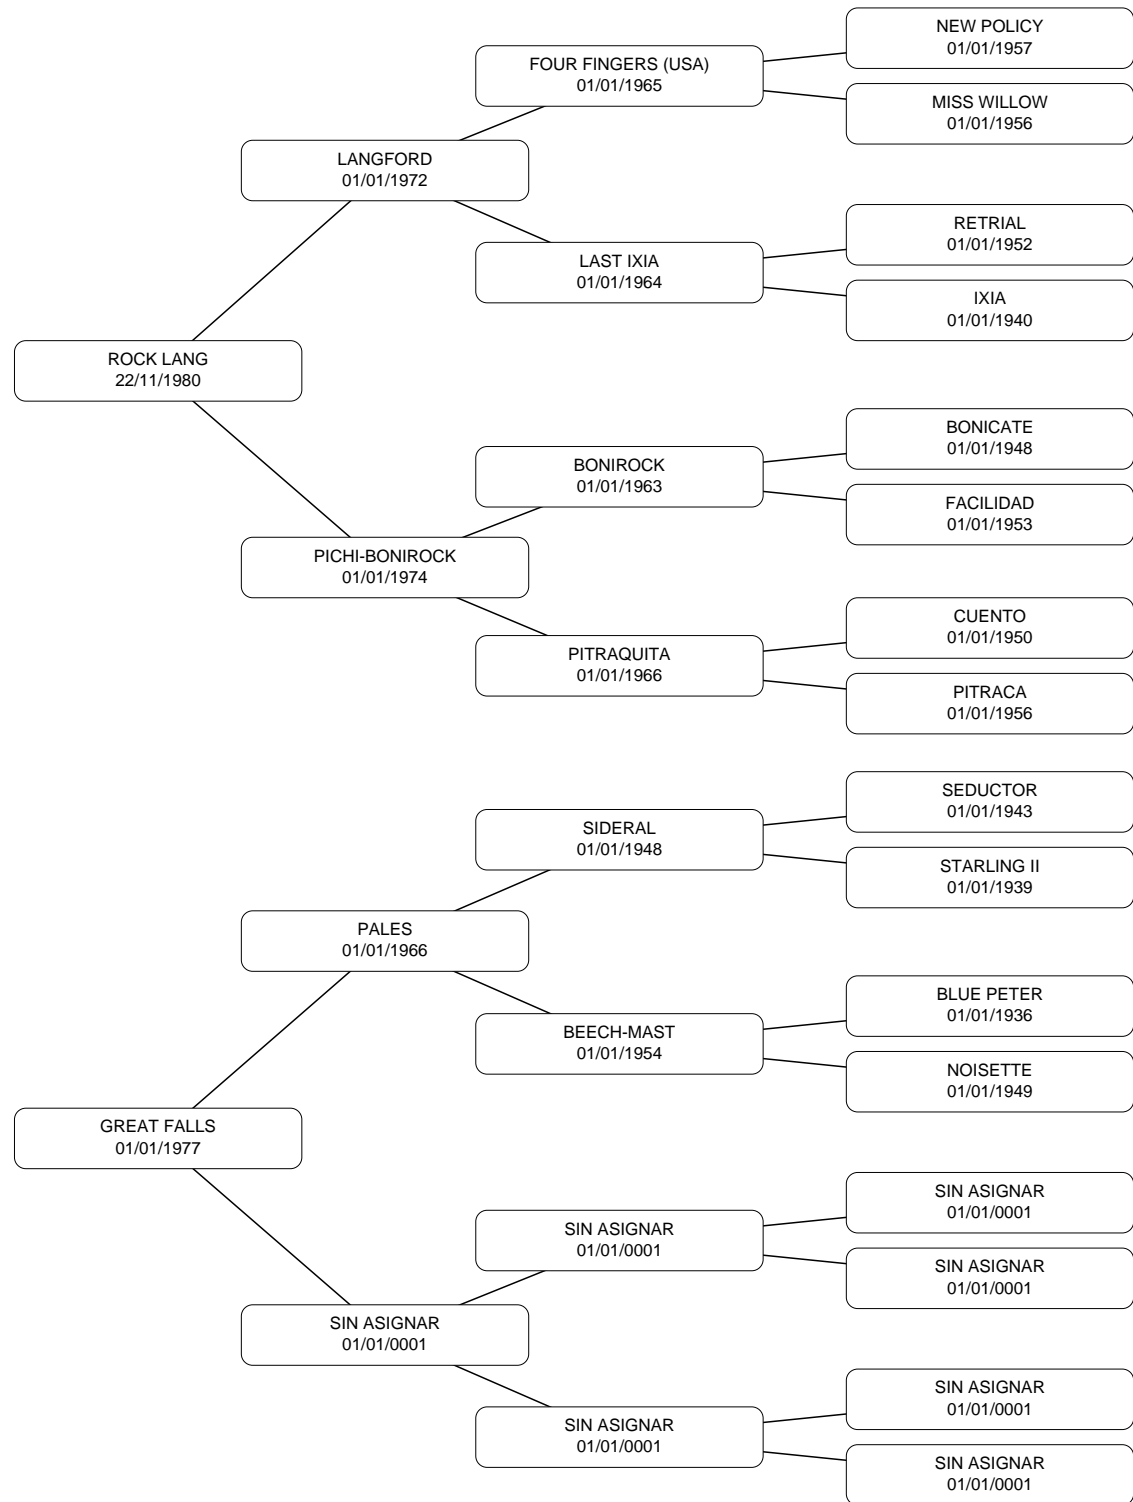 NEW POLICY
01/01/1957
FOUR FINGERS (USA)
01/01/1965
MISS WILLOW
01/01/1956
LANGFORD
01/01/1972
RETRIAL
01/01/1952
LAST IXIA
01/01/1964
IXIA
01/01/1940
ROCK LANG
22/11/1980
BONICATE
01/01/1948
BONIROCK
01/01/1963
FACILIDAD
01/01/1953
PICHI-BONIROCK
01/01/1974
CUENTO
01/01/1950
PITRAQUITA
01/01/1966
PITRACA
01/01/1956
SEDUCTOR
01/01/1943
SIDERAL
01/01/1948
STARLING II
01/01/1939
PALES
01/01/1966
BLUE PETER
01/01/1936
BEECH-MAST
01/01/1954
NOISETTE
01/01/1949
GREAT FALLS
01/01/1977
SIN ASIGNAR
01/01/0001
SIN ASIGNAR
01/01/0001
SIN ASIGNAR
01/01/0001
SIN ASIGNAR
01/01/0001
SIN ASIGNAR
01/01/0001
SIN ASIGNAR
01/01/0001
SIN ASIGNAR
01/01/0001